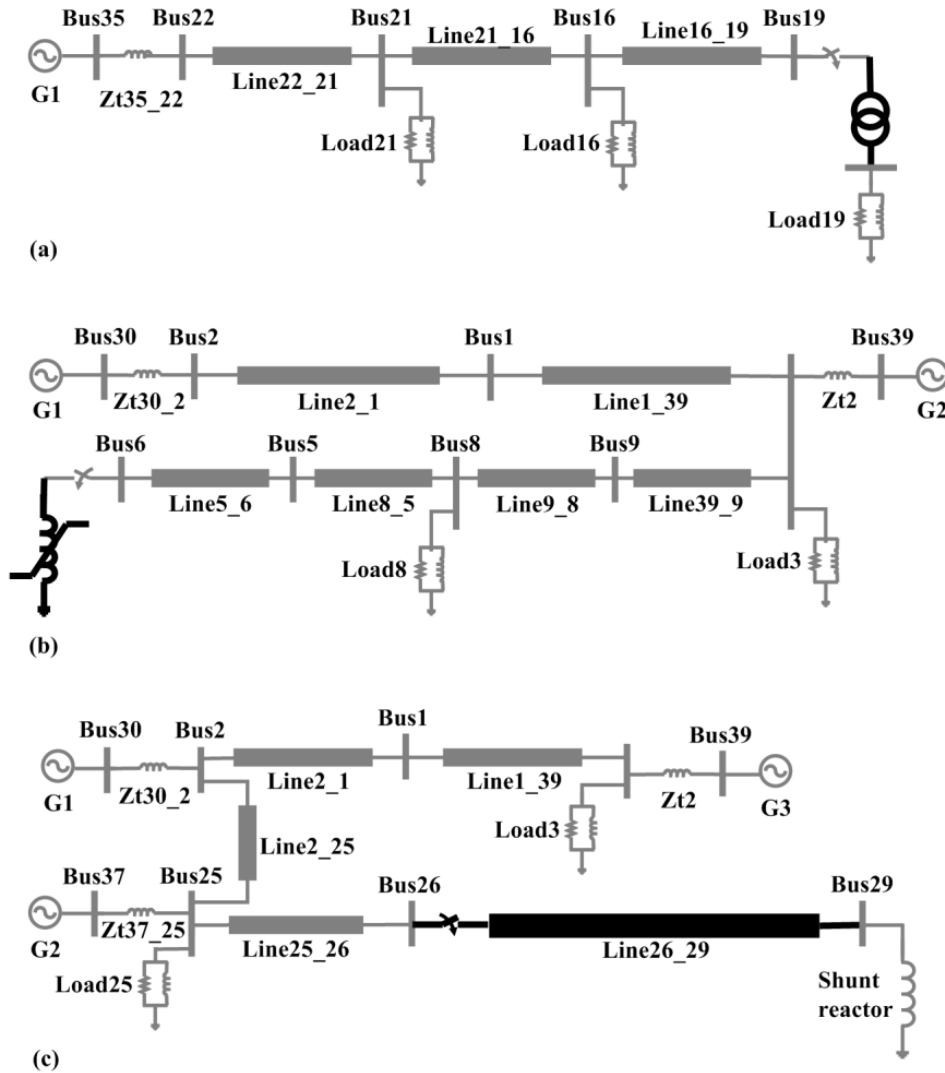 Bus35 Bus22 Bus21 Bus16 Bus19
Line21_16 Line16_19
G1 Zt35_22 Line22_21
Load21 Load16
Load19
(a)
Bus30 Bus2 Bus1 Bus39
G1 Zt30_2 Line2_1 Line1_39 Zt2 G2
Bus6 Bus5 Bus8 Bus9
Line5_6 Line8_5 Line9_8 Line39_9
Load8 Load3
(b)
Bus30 Bus2 Bus1 Bus39
G1 Zt30_2 Line2_1 Line1_39 Zt2 G3
Load3
Line2_25
Bus37 Bus25 Bus26 Bus29
G2 Zt37_25 Line25_26 Line26_29
Load25
Shunt
reactor
(c)